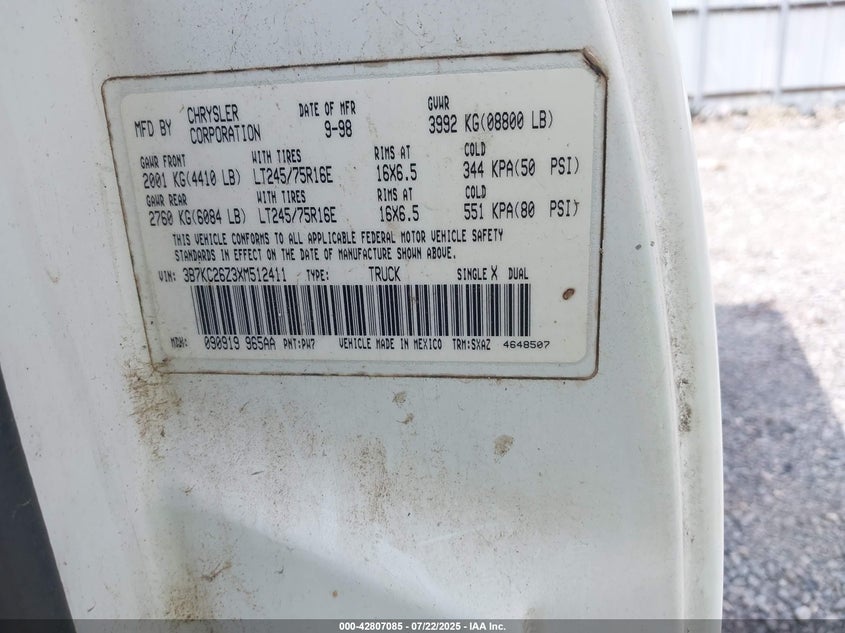 MFD BY CHRYSLER CORPORATION DATE OF MFR 9-98 GVWR 3992 KG(08800 LB)
GAWR FRONT WITH TIRES RIMS AT COLD
2001 KG(4410 LB) LT245/75R16E 16X6.5 344 KPA(50 PSI)
GAWR REAR WITH TIRES RIMS AT COLD
2760 KG(6084 LB) LT245/75R16E 16X6.5 551 KPA(80 PSI)
THIS VEHICLE CONFORMS TO ALL APPLICABLE FEDERAL MOTOR VEHICLE SAFETY
STANDARDS IN EFFECT ON THE DATE OF MANUFACTURE SHOWN ABOVE.
VIN: 3B7KC26Z3XM512411 TYPE: TRUCK SINGLE X DUAL
MDH: 090919 965AA PNT:PW7 VEHICLE MADE IN MEXICO TRM:SXAZ 4648507
000-42807085 - 07/22/2025 - IAA Inc.